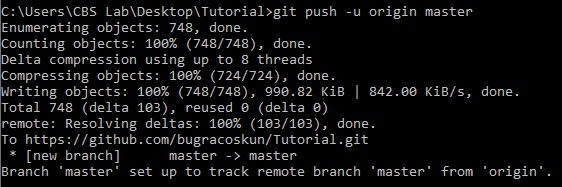 C:\Users\CBS Lab\Desktop\Tutorial>git push -u origin master
Enumerating objects: 748, done.
Counting objects: 100% (748/748), done.
Delta compression using up to 8 threads
Compressing objects: 100% (724/724), done.
Writing objects: 100% (748/748), 990.82 KiB | 842.00 KiB/s, done.
Total 748 (delta 103), reused 0 (delta 0)
remote: Resolving deltas: 100% (103/103), done.
To https://github.com/bugracoskun/Tutorial.git
 * [new branch]      master -> master
Branch 'master' set up to track remote branch 'master' from 'origin'.